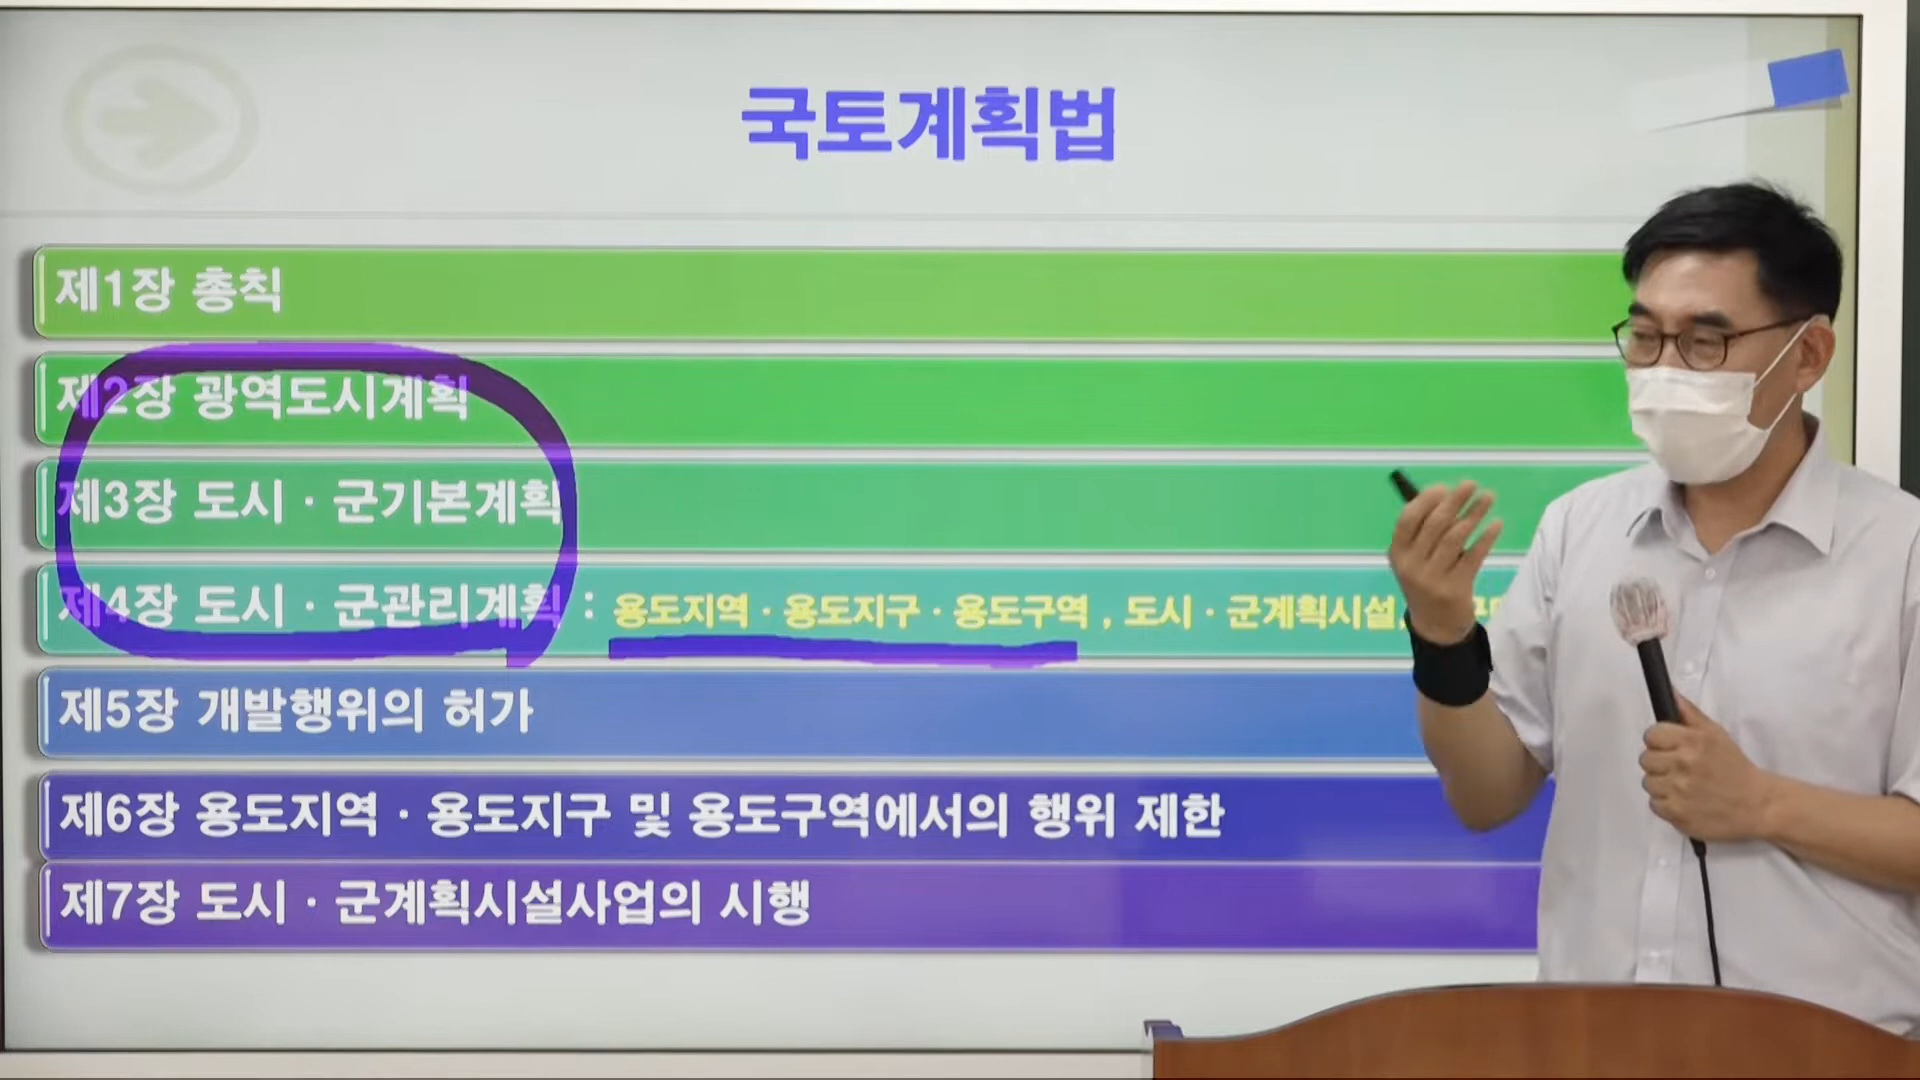 국토계획법
제1장 총칙
제2장 광역도시계획
제3장 도시 · 군기본계획
제4장 도시 · 군관리계획 : 용도지역 · 용도지구 · 용도구역 , 도시 · 군계획시설,
제5장 개발행위의 허가
제6장 용도지역 · 용도지구 및 용도구역에서의 행위 제한
제7장 도시 · 군계획시설사업의 시행